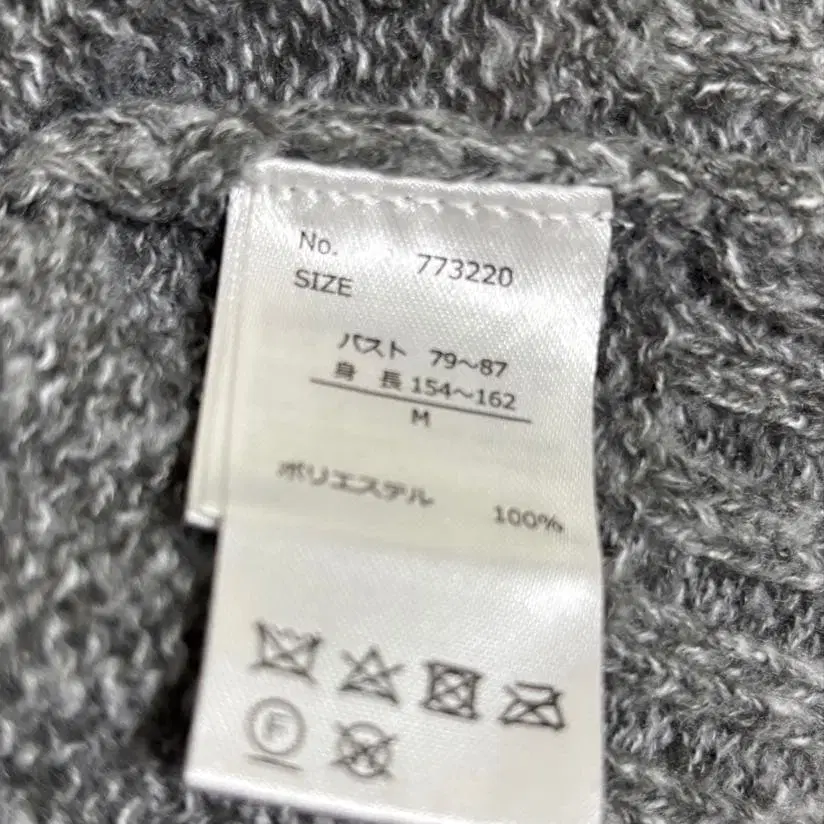 No. 773220
SIZE
バスト 79～87
身 長 154～162
M
ポリエステル 100%
F